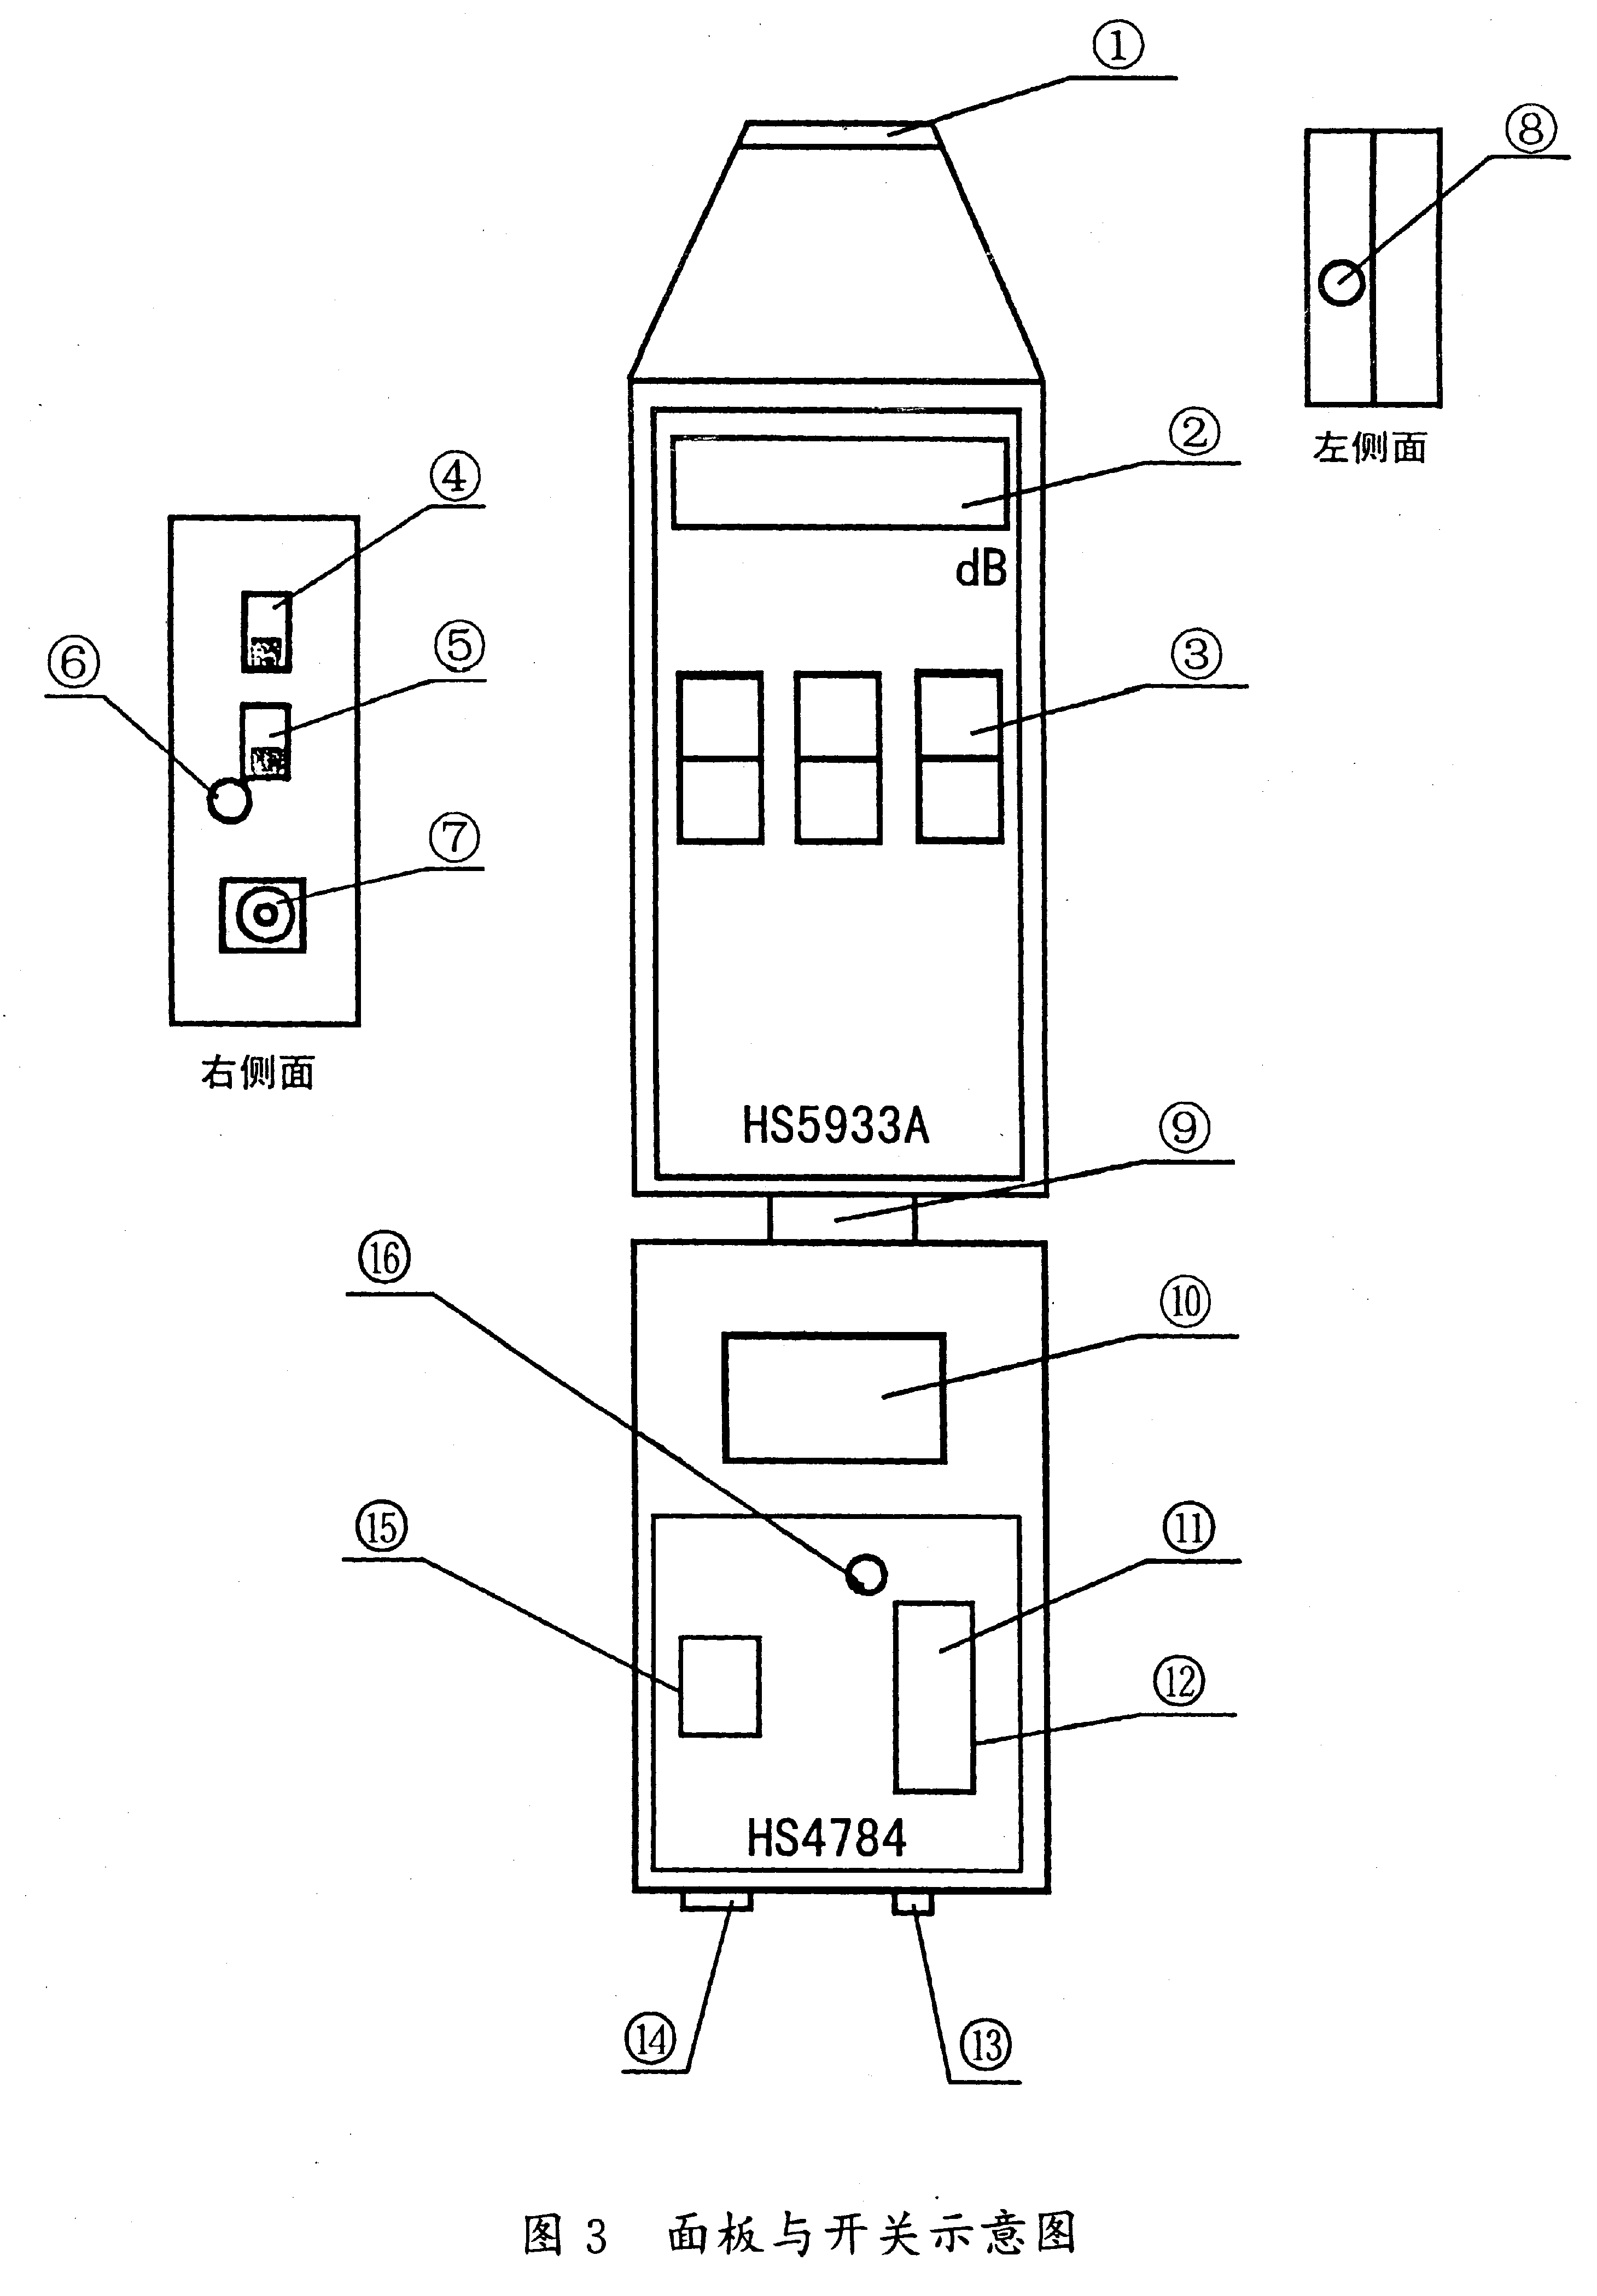 ①
⑧
②
左侧面
④
dB
⑤
⑥
③
⑦
右侧面
HS5933A
⑨
⑯
⑩
⑮
⑪
⑫
HS4784
⑭
⑬
图 3 面板与开关示意图